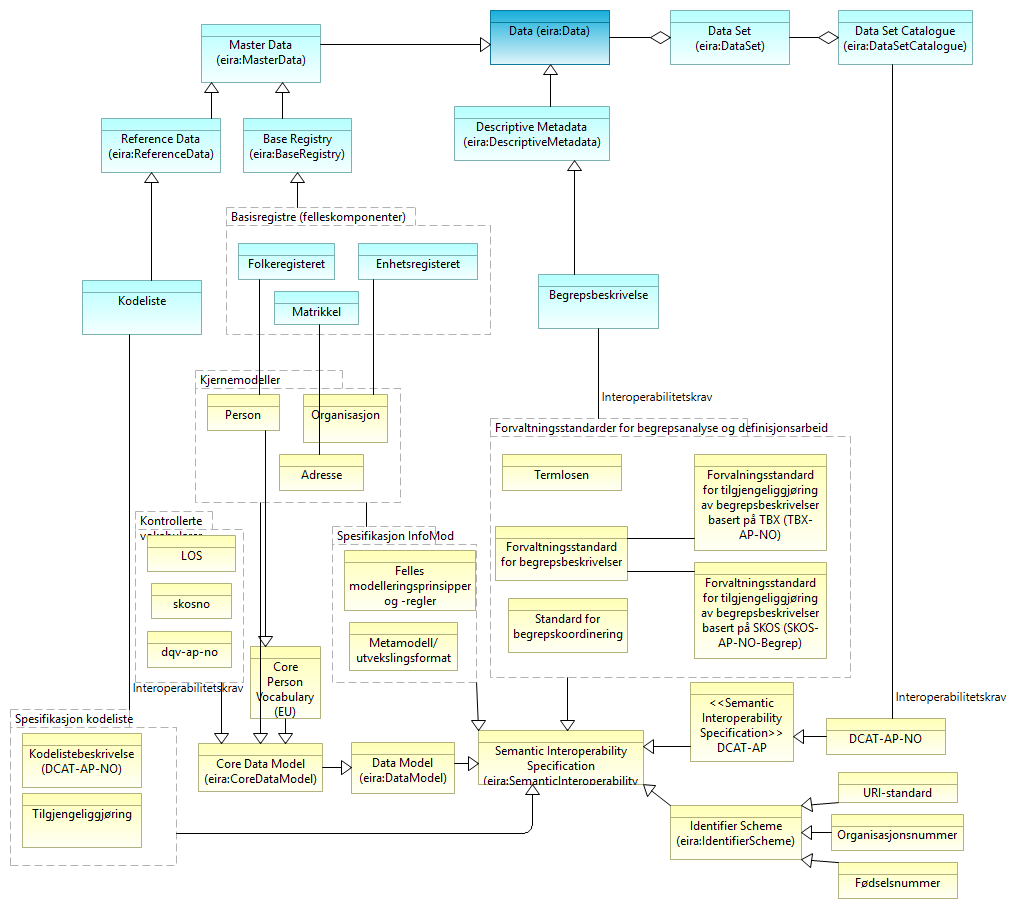 Data (eira:Data)
Data Set
(eira:DataSet)
Data Set Catalogue
(eira:DataSetCatalogue)
Master Data
(eira:MasterData)
Reference Data
(eira:ReferenceData)
Base Registry
(eira:BaseRegistry)
Descriptive Metadata
(eira:DescriptiveMetadata)
Basisregistre (felleskomponenter)
Folkeregisteret
Enhetsregisteret
Matrikkel
Kodeliste
Begrepsbeskrivelse
Kjernemodeller
Person
Organisasjon
Adresse
Interoperabilitetskrav
Forvaltningsstandarder for begrepsanalyse og definisjonsarbeid
Termlosen
Forvalningsstandard
for tilgjengeliggjøring
av begrepsbeskrivelser
basert på TBX (TBX-
AP-NO)
Forvaltningsstandard
for begrepsbeskrivelser
Forvaltningsstandard
for tilgjengeliggjøring
av begrepsbeskrivelser
basert på SKOS (SKOS-
AP-NO-Begrep)
Standard for
begrepskoordinering
Kontrollerte
vokabularer
LOS
skosno
dqv-ap-no
Spesifikasjon InfoMod
Felles
modelleringsprinsipper
og -regler
Metamodell/
utvekslingsformat
Core
Person
Vocabulary
(EU)
Interoperabilitetskrav
Spesifikasjon kodeliste
Kodelistebeskrivelse
(DCAT-AP-NO)
Tilgjengeliggjøring
Core Data Model
(eira:CoreDataModel)
Data Model
(eira:DataModel)
Semantic Interoperability
Specification
(eira:SemanticInteroperability
<<Semantic
Interoperability
Specification>>
DCAT-AP
Interoperabilitetskrav
DCAT-AP-NO
Identifier Scheme
(eira:IdentifierScheme)
URI-standard
Organisasjonsnummer
Fødselsnummer